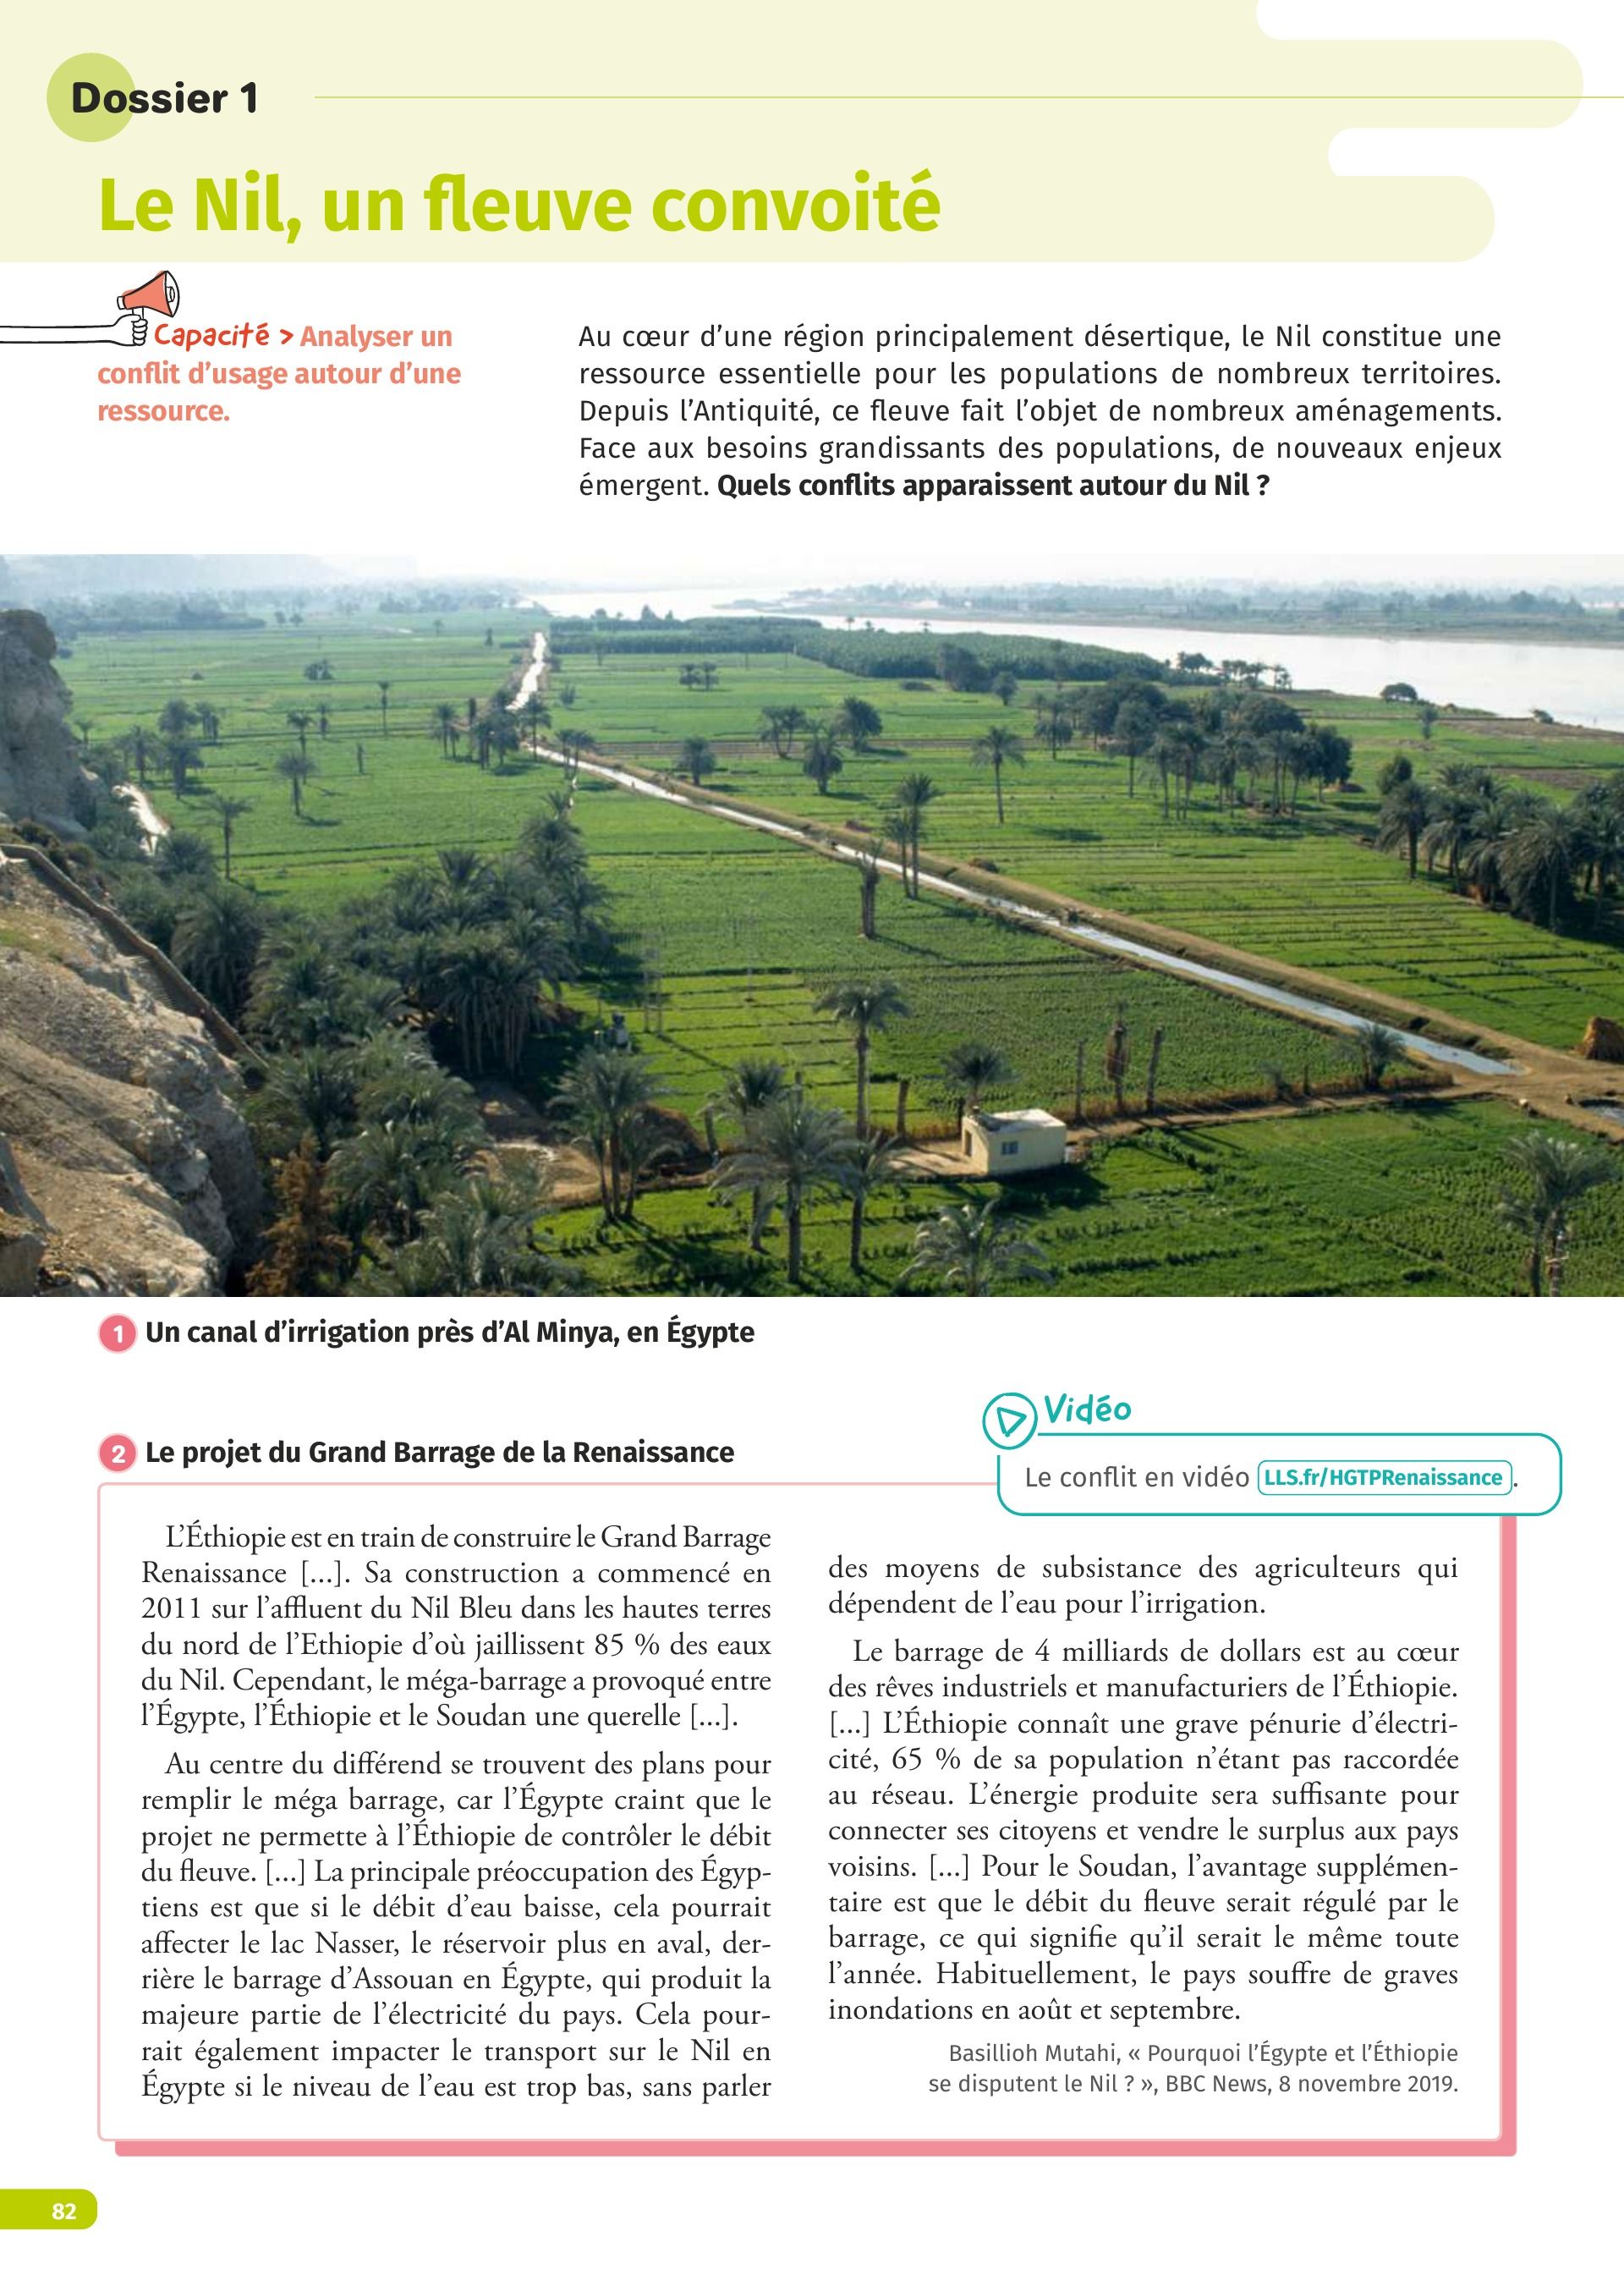 Dossier 1
Le Nil, un fleuve convoité
Capacité > Analyser un
conflit d'usage autour d'une
ressource.
Au cœur d'une région principalement désertique, le Nil constitue une
ressource essentielle pour les populations de nombreux territoires.
Depuis l'Antiquité, ce fleuve fait l'objet de nombreux aménagements.
Face aux besoins grandissants des populations, de nouveaux enjeux
émergent. Quels conflits apparaissent autour du Nil ?
1 Un canal d'irrigation près d'Al Minya, en Égypte
2 Le projet du Grand Barrage de la Renaissance
Vidéo
Le conflit en vidéo LLS.fr/HGTPRenaissance.
L'Éthiopie est en train de construire le Grand Barrage
Renaissance [...]. Sa construction a commencé en
2011 sur l'affluent du Nil Bleu dans les hautes terres
du nord de l'Ethiopie d'où jaillissent 85 % des eaux
du Nil. Cependant, le méga-barrage a provoqué entre
l'Égypte, l'Éthiopie et le Soudan une querelle [...].
Au centre du différend se trouvent des plans pour
remplir le méga barrage, car l'Égypte craint que le
projet ne permette à l'Éthiopie de contrôler le débit
du fleuve. [...] La principale préoccupation des Égyp-
tiens est que si le débit d'eau baisse, cela pourrait
affecter le lac Nasser, le réservoir plus en aval, der-
rière le barrage d'Assouan en Égypte, qui produit la
majeure partie de l'électricité du pays. Cela pour-
rait également impacter le transport sur le Nil en
Égypte si le niveau de l'eau est trop bas, sans parler
des moyens de subsistance des agriculteurs qui
dépendent de l'eau pour l'irrigation.
Le barrage de 4 milliards de dollars est au cœur
des rêves industriels et manufacturiers de l'Éthiopie.
[...] L'Éthiopie connaît une grave pénurie d'électri-
cité, 65 % de sa population n'étant pas raccordée
au réseau. L'énergie produite sera suffisante pour
connecter ses citoyens et vendre le surplus aux pays
voisins. [...] Pour le Soudan, l'avantage supplémen-
taire est que le débit du fleuve serait régulé par le
barrage, ce qui signifie qu'il serait le même toute
l'année. Habituellement, le pays souffre de graves
inondations en août et septembre.
Basillioh Mutahi, « Pourquoi l'Égypte et l'Éthiopie
se disputent le Nil ? », BBC News, 8 novembre 2019.
82